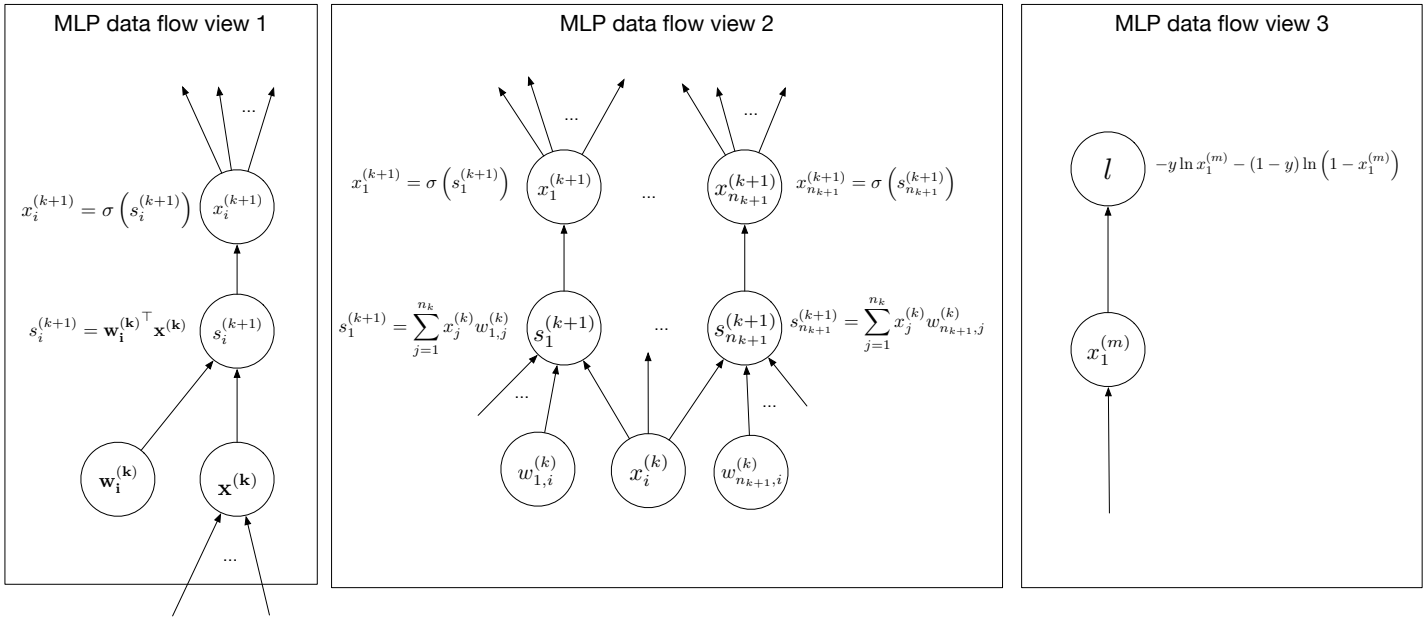 MLP data flow view 1
...
x_i^{(k+1)} = σ(s_i^{(k+1)})
x_i^{(k+1)}
s_i^{(k+1)} = w_i^{(k)⊤} x^{(k)}
s_i^{(k+1)}
w_i^{(k)}
x^{(k)}
...
MLP data flow view 2
...
...
x_1^{(k+1)} = σ(s_1^{(k+1)})
x_1^{(k+1)}
...
x_{n_{k+1}}^{(k+1)}
x_{n_{k+1}}^{(k+1)} = σ(s_{n_{k+1}}^{(k+1)})
s_1^{(k+1)} = ∑_{j=1}^{n_k} x_j^{(k)} w_{1,j}^{(k)}
s_1^{(k+1)}
...
s_{n_{k+1}}^{(k+1)}
s_{n_{k+1}}^{(k+1)} = ∑_{j=1}^{n_k} x_j^{(k)} w_{n_{k+1},j}^{(k)}
...
...
w_{1,i}^{(k)}
x_i^{(k)}
w_{n_{k+1},i}^{(k)}
MLP data flow view 3
l
−y ln x_1^{(m)} − (1 − y) ln(1 − x_1^{(m)})
x_1^{(m)}